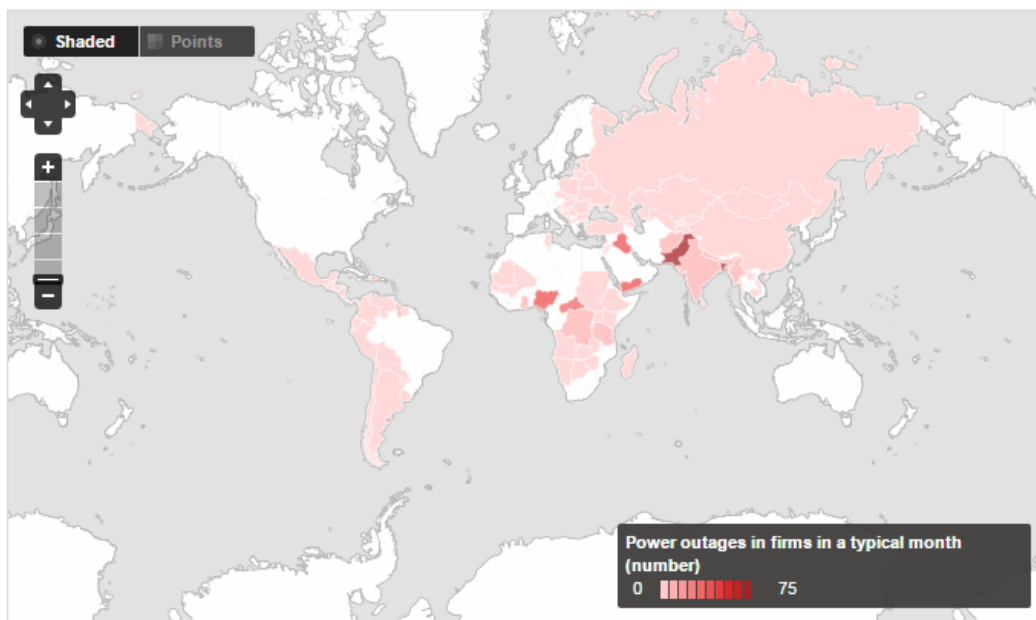 Shaded
Points
+
−
Power outages in firms in a typical month
(number)
0 75